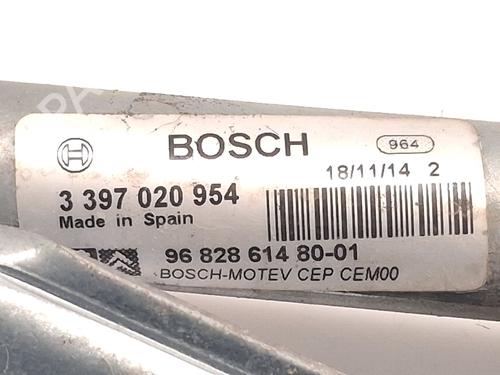 BOSCH
964
18/11/14 2
3 397 020 954
Made in Spain
96 828 614 80-01
BOSCH-MOTEV CEP CEM00